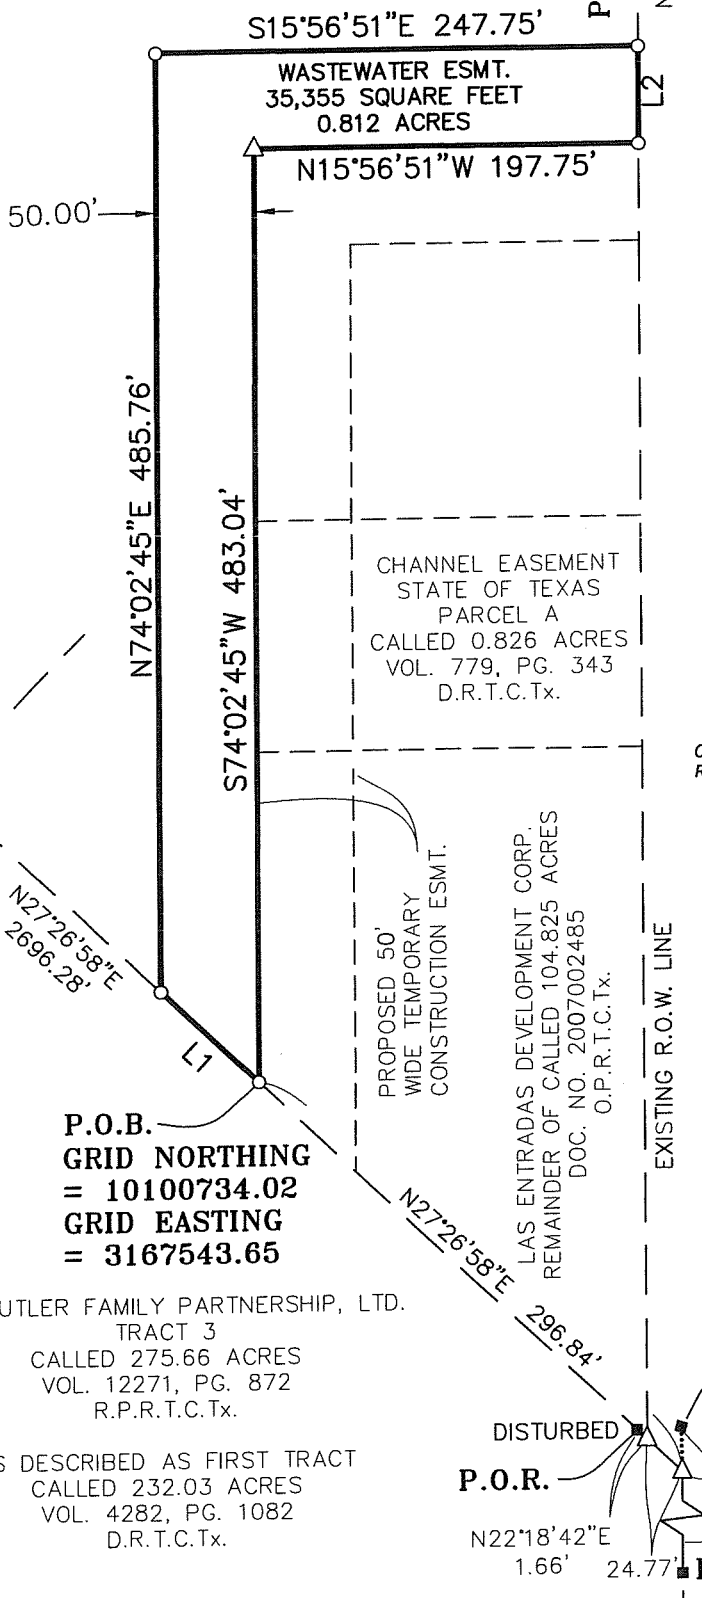 S15°56'51"E 247.75'
P
N
WASTEWATER ESMT.
35,355 SQUARE FEET
0.812 ACRES
L2
N15°56'51"W 197.75'
50.00'
N74°02'45"E 485.76'
S74°02'45"W 483.04'
CHANNEL EASEMENT
STATE OF TEXAS
PARCEL A
CALLED 0.826 ACRES
VOL. 779, PG. 343
D.R.T.C.Tx.
N27°26'58"E
2696.28'
L1
PROPOSED 50'
WIDE TEMPORARY
CONSTRUCTION ESMT.
LAS ENTRADAS DEVELOPMENT CORP.
REMAINDER OF CALLED 104.825 ACRES
DOC. NO. 2007002485
O.P.R.T.C.Tx.
EXISTING R.O.W. LINE
P.O.B.
GRID NORTHING
= 10100734.02
GRID EASTING
= 3167543.65
N27°26'58"E 296.84'
UTLER FAMILY PARTNERSHIP, LTD.
TRACT 3
CALLED 275.66 ACRES
VOL. 12271, PG. 872
R.P.R.T.C.Tx.
S DESCRIBED AS FIRST TRACT
CALLED 232.03 ACRES
VOL. 4282, PG. 1082
D.R.T.C.Tx.
DISTURBED
P.O.R.
N22°18'42"E
1.66' 24.77'